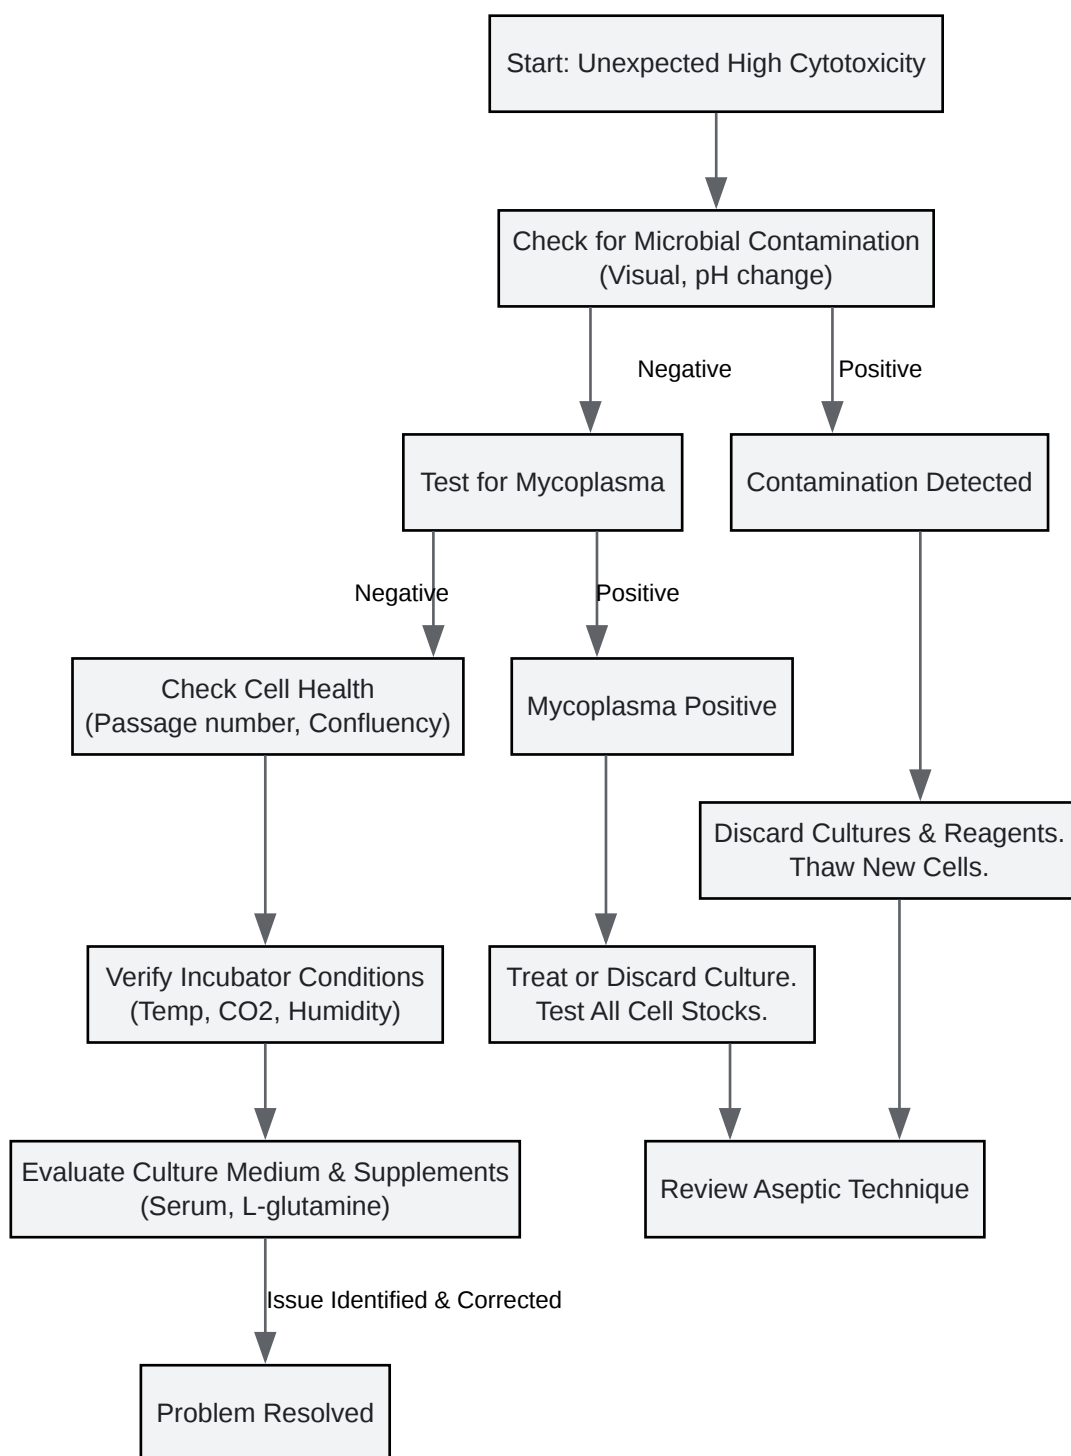 Start: Unexpected High Cytotoxicity
Check for Microbial Contamination
(Visual, pH change)
Negative
Positive
Test for Mycoplasma
Contamination Detected
Negative
Positive
Check Cell Health
(Passage number, Confluency)
Mycoplasma Positive
Discard Cultures & Reagents.
Thaw New Cells.
Verify Incubator Conditions
(Temp, CO2, Humidity)
Treat or Discard Culture.
Test All Cell Stocks.
Evaluate Culture Medium & Supplements
(Serum, L-glutamine)
Review Aseptic Technique
Issue Identified & Corrected
Problem Resolved